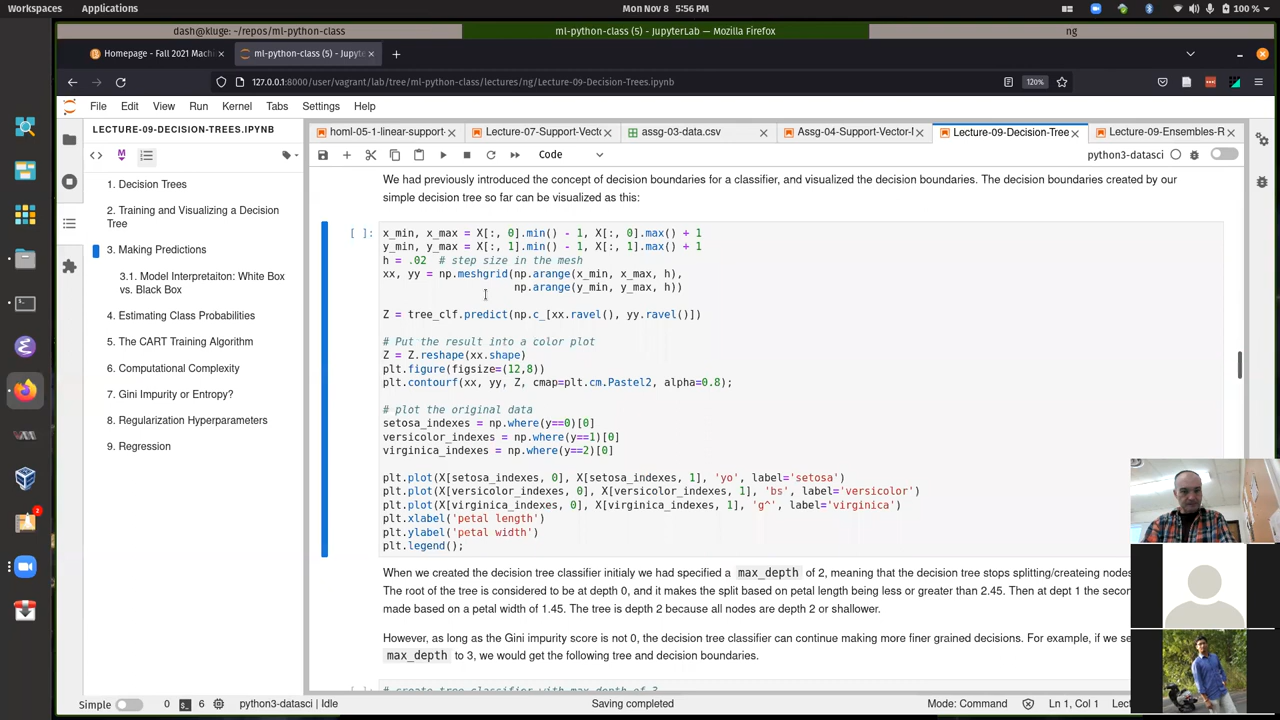 Workspaces Applications Mon Nov 8 5:56 PM 100 %
dash@kluge: ~/repos/ml-python-class ml-python-class (5) - JupyterLab — Mozilla Firefox ng
Homepage - Fall 2021 Machi ml-python-class (5) - Jupyte
127.0.0.1:8000/user/vagrant/lab/tree/ml-python-class/lectures/ng/Lecture-09-Decision-Trees.ipynb 120%
File Edit View Run Kernel Tabs Settings Help
LECTURE-09-DECISION-TREES.IPYNB
homl-05-1-linear-support- Lecture-07-Support-Vector assg-03-data.csv Assg-04-Support-Vector-I Lecture-09-Decision-Tree Lecture-09-Ensembles-R
Code python3-datasci
1. Decision Trees
2. Training and Visualizing a Decision
Tree
3. Making Predictions
3.1. Model Interpretaiton: White Box
vs. Black Box
4. Estimating Class Probabilities
5. The CART Training Algorithm
6. Computational Complexity
7. Gini Impurity or Entropy?
8. Regularization Hyperparameters
9. Regression
We had previously introduced the concept of decision boundaries for a classifier, and visualized the decision boundaries. The decision boundaries created by our
simple decision tree so far can be visualized as this:
[ ]: x_min, x_max = X[:, 0].min() - 1, X[:, 0].max() + 1
y_min, y_max = X[:, 1].min() - 1, X[:, 1].max() + 1
h = .02 # step size in the mesh
xx, yy = np.meshgrid(np.arange(x_min, x_max, h),
np.arange(y_min, y_max, h))
Z = tree_clf.predict(np.c_[xx.ravel(), yy.ravel()])
# Put the result into a color plot
Z = Z.reshape(xx.shape)
plt.figure(figsize=(12,8))
plt.contourf(xx, yy, Z, cmap=plt.cm.Pastel2, alpha=0.8);
# plot the original data
setosa_indexes = np.where(y==0)[0]
versicolor_indexes = np.where(y==1)[0]
virginica_indexes = np.where(y==2)[0]
plt.plot(X[setosa_indexes, 0], X[setosa_indexes, 1], 'yo', label='setosa')
plt.plot(X[versicolor_indexes, 0], X[versicolor_indexes, 1], 'bs', label='versicolor')
plt.plot(X[virginica_indexes, 0], X[virginica_indexes, 1], 'g^', label='virginica')
plt.xlabel('petal length')
plt.ylabel('petal width')
plt.legend();
When we created the decision tree classifier initialy we had specified a max_depth of 2, meaning that the decision tree stops splitting/createing nodes
The root of the tree is considered to be at depth 0, and it makes the split based on petal length being less or greater than 2.45. Then at dept 1 the secon
made based on a petal width of 1.45. The tree is depth 2 because all nodes are depth 2 or shallower.
However, as long as the Gini impurity score is not 0, the decision tree classifier can continue making more finer grained decisions. For example, if we se
max_depth to 3, we would get the following tree and decision boundaries.
[ ]: # create tree classifier with max depth of 3
Simple 0 6 python3-datasci | Idle Saving completed Mode: Command Ln 1, Col 1 Lect
2